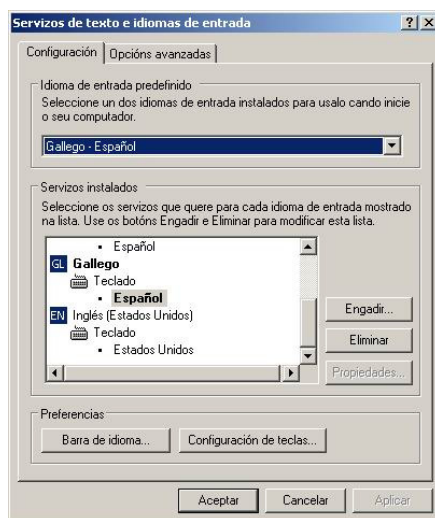 Servizos de texto e idiomas de entrada
Configuración
Opcións avanzadas
Idioma de entrada predefinido
Seleccione un dos idiomas de entrada instalados para usalo cando inicie
o seu computador.
Gallego - Español
Servizos instalados
Seleccione os servizos que quere para cada idioma de entrada mostrado
na lista. Use os botóns Engadir e Eliminar para modificar esta lista.
Español
GL Gallego
Teclado
Español
EN Inglés (Estados Unidos)
Teclado
Estados Unidos
Engadir...
Eliminar
Propiedades...
Preferencias
Barra de idioma...
Configuración de teclas...
Aceptar
Cancelar
Aplicar